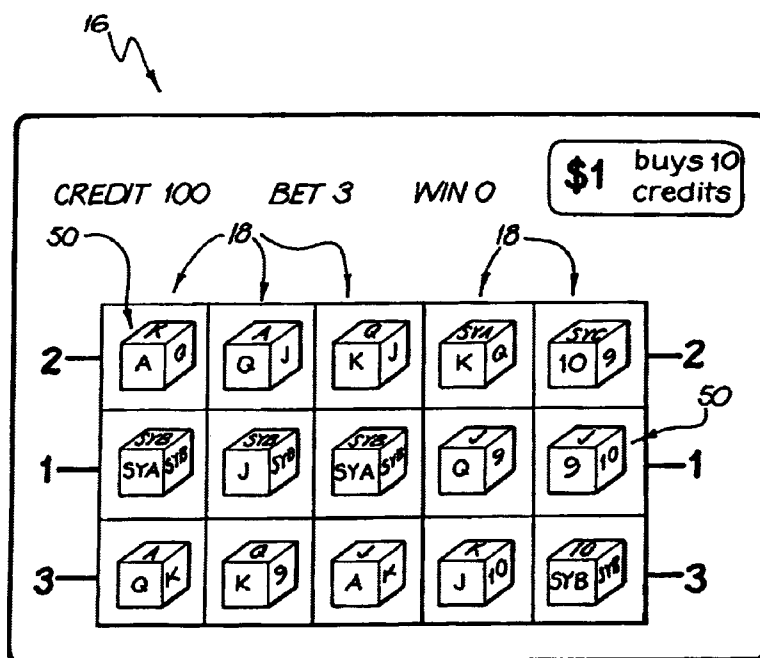 16
$1 buys 10 credits
CREDIT 100 BET 3 WIN 0
50 18 18
K A Q SYA SYC
2 A Q Q J K J K Q 10 9 2
50
SYB SYB SYB J J
1 SYA SYB J SYB SYA SYB Q 9 9 10 1
A Q J K 10
3 Q K K 9 A K J 10 SYB SYB 3